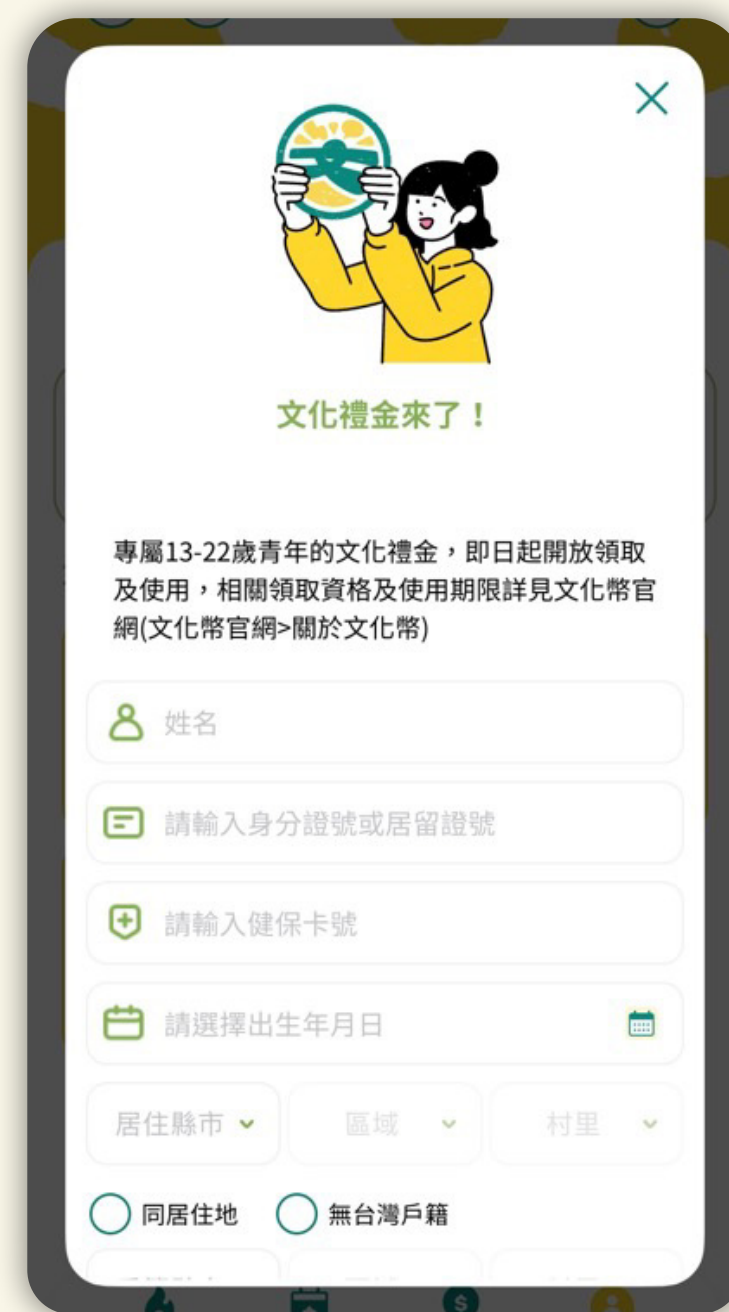 文
文化禮金來了！
專屬13-22歲青年的文化禮金，即日起開放領取
及使用，相關領取資格及使用期限詳見文化幣官
網(文化幣官網>關於文化幣)
姓名
請輸入身分證號或居留證號
請輸入健保卡號
請選擇出生年月日
居住縣市 區域 村里
同居住地 無台灣戶籍